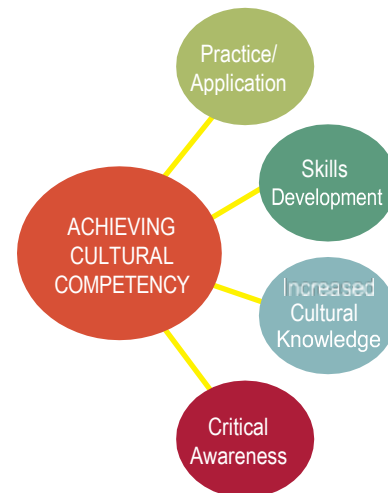 Practice/
Application
Skills
Development
ACHIEVING
CULTURAL
COMPETENCY
Increased
Cultural
Knowledge
Critical
Awareness